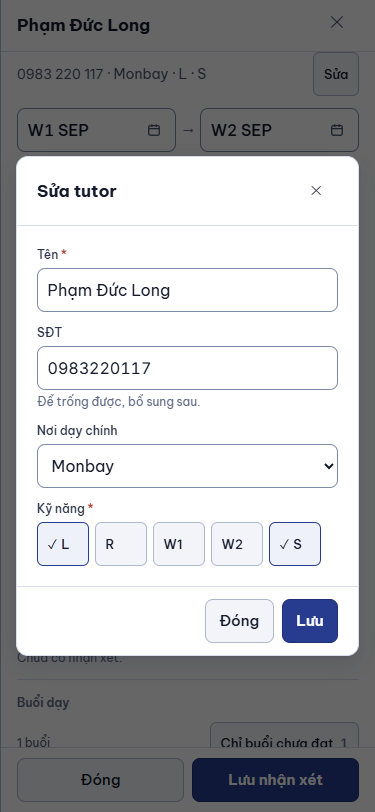 Phạm Đức Long
0983 220 117 · Monbay · L · S
Sửa
W1 SEP → W2 SEP
Sửa tutor
Tên *
Phạm Đức Long
SĐT
0983220117
Để trống được, bổ sung sau.
Nơi dạy chính
Monbay
Kỹ năng *
✓ L R W1 W2 ✓ S
Đóng Lưu
Chưa có nhận xét.
Buổi dạy
1 buổi Chỉ buổi chưa đạt 1
Đóng Lưu nhận xét